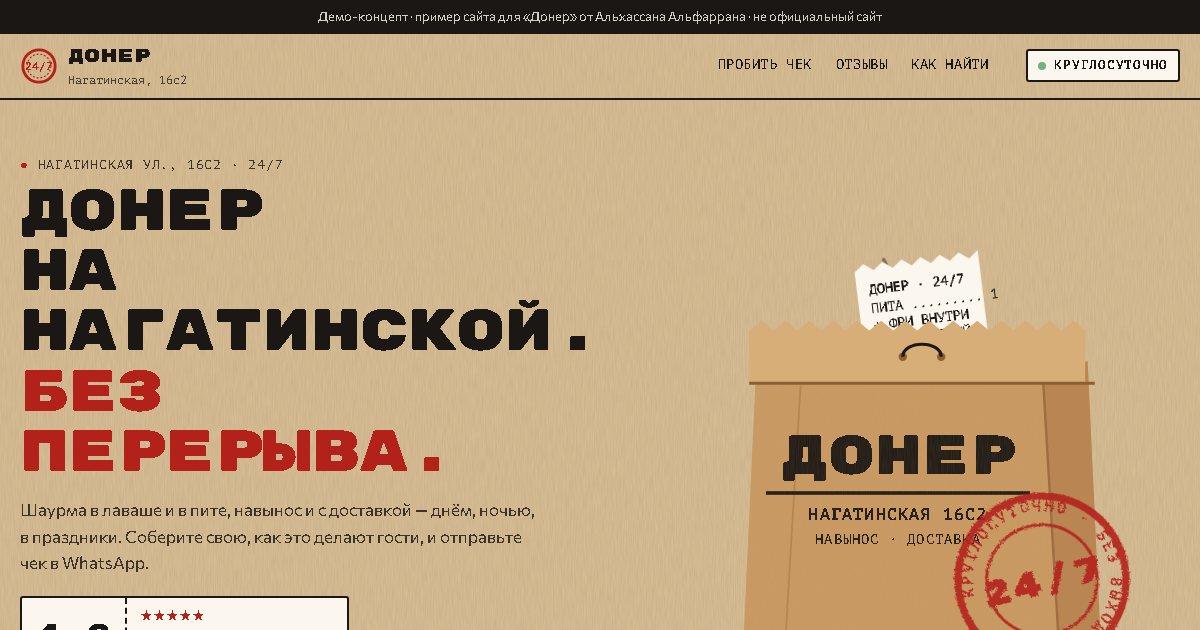 Демо-концепт · пример сайта для «Донер» от Альхассана Альфаррана · не официальный сайт
24/7
ДОНЕР
Нагатинская, 16с2
ПРОБИТЬ ЧЕК
ОТЗЫВЫ
КАК НАЙТИ
КРУГЛОСУТОЧНО
НАГАТИНСКАЯ УЛ., 16С2 · 24/7
ДОНЕР
НА
НАГАТИНСКОЙ.
БЕЗ
ПЕРЕРЫВА.
Шаурма в лаваше и в пите, навынос и с доставкой — днём, ночью,
в праздники. Соберите свою, как это делают гости, и отправьте
чек в WhatsApp.
★★★★★
ДОНЕР · 24/7
ПИТА ......... 1
ФРИ ВНУТРИ
ДОНЕР
НАГАТИНСКАЯ 16С2
НАВЫНОС · ДОСТАВКА
КРУГЛОСУТОЧНО · БЕЗ
24/7